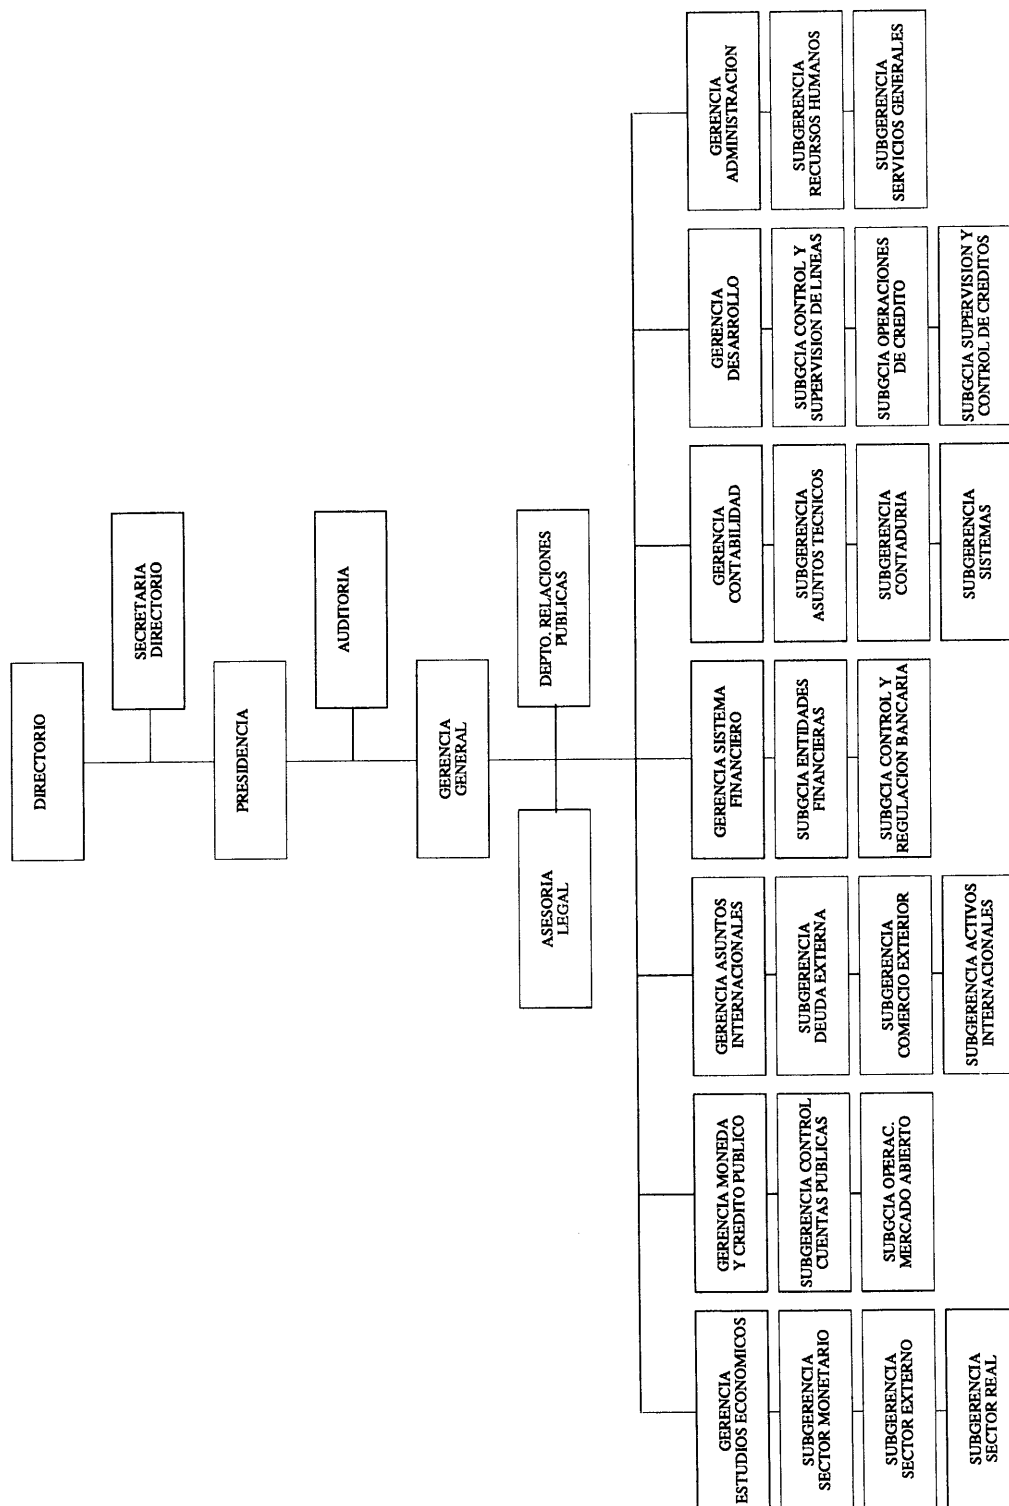 DIRECTORIO
SECRETARIA
DIRECTORIO
PRESIDENCIA
AUDITORIA
GERENCIA
GENERAL
ASESORIA
LEGAL
DEPTO. RELACIONES
PUBLICAS
GERENCIA
ESTUDIOS ECONOMICOS
SUBGERENCIA
SECTOR MONETARIO
SUBGERENCIA
SECTOR EXTERNO
SUBGERENCIA
SECTOR REAL
GERENCIA MONEDA
Y CREDITO PUBLICO
SUBGERENCIA CONTROL
CUENTAS PUBLICAS
SUBGCIA OPERAC.
MERCADO ABIERTO
GERENCIA ASUNTOS
INTERNACIONALES
SUBGERENCIA
DEUDA EXTERNA
SUBGERENCIA
COMERCIO EXTERIOR
SUBGERENCIA ACTIVOS
INTERNACIONALES
GERENCIA SISTEMA
FINANCIERO
SUBGCIA ENTIDADES
FINANCIERAS
SUBGCIA CONTROL Y
REGULACION BANCARIA
GERENCIA
CONTABILIDAD
SUBGERENCIA
ASUNTOS TECNICOS
SUBGERENCIA
CONTADURIA
SUBGERENCIA
SISTEMAS
GERENCIA
DESARROLLO
SUBGCIA CONTROL Y
SUPERVISION DE LINEAS
SUBGCIA OPERACIONES
DE CREDITO
SUBGCIA SUPERVISION Y
CONTROL DE CREDITOS
GERENCIA
ADMINISTRACION
SUBGERENCIA
RECURSOS HUMANOS
SUBGERENCIA
SERVICIOS GENERALES